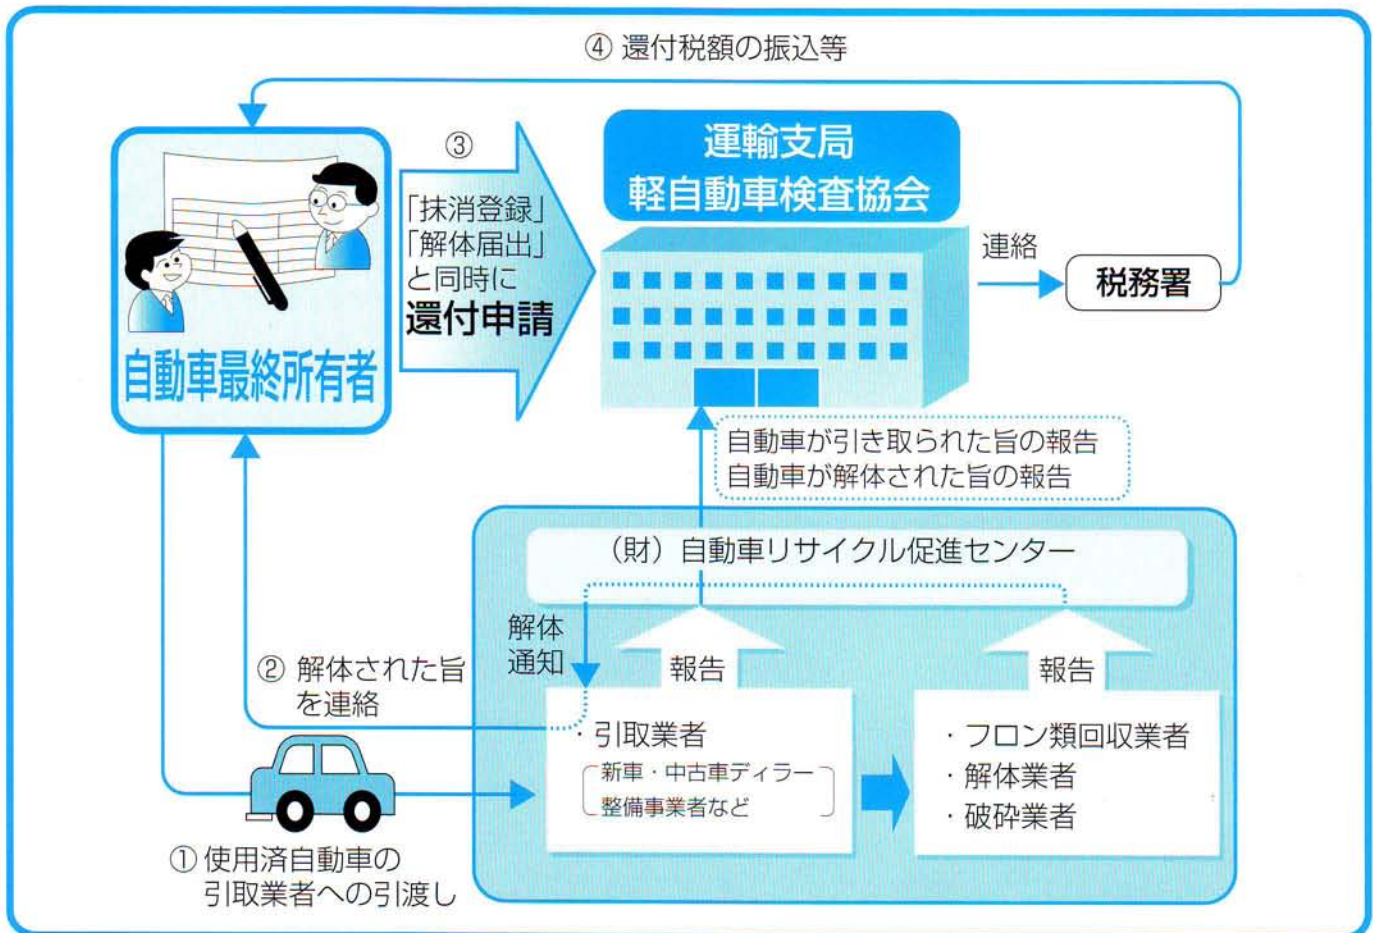 ④ 還付税額の振込等
③
「抹消登録」
「解体届出」
と同時に
還付申請
運輸支局
軽自動車検査協会
連絡
税務署
自動車最終所有者
自動車が引き取られた旨の報告
自動車が解体された旨の報告
(財)自動車リサイクル促進センター
解体
通知
② 解体された旨
を連絡
報告
報告
・引取業者
新車・中古車ディラー
整備事業者など
・フロン類回収業者
・解体業者
・破砕業者
① 使用済自動車の
引取業者への引渡し